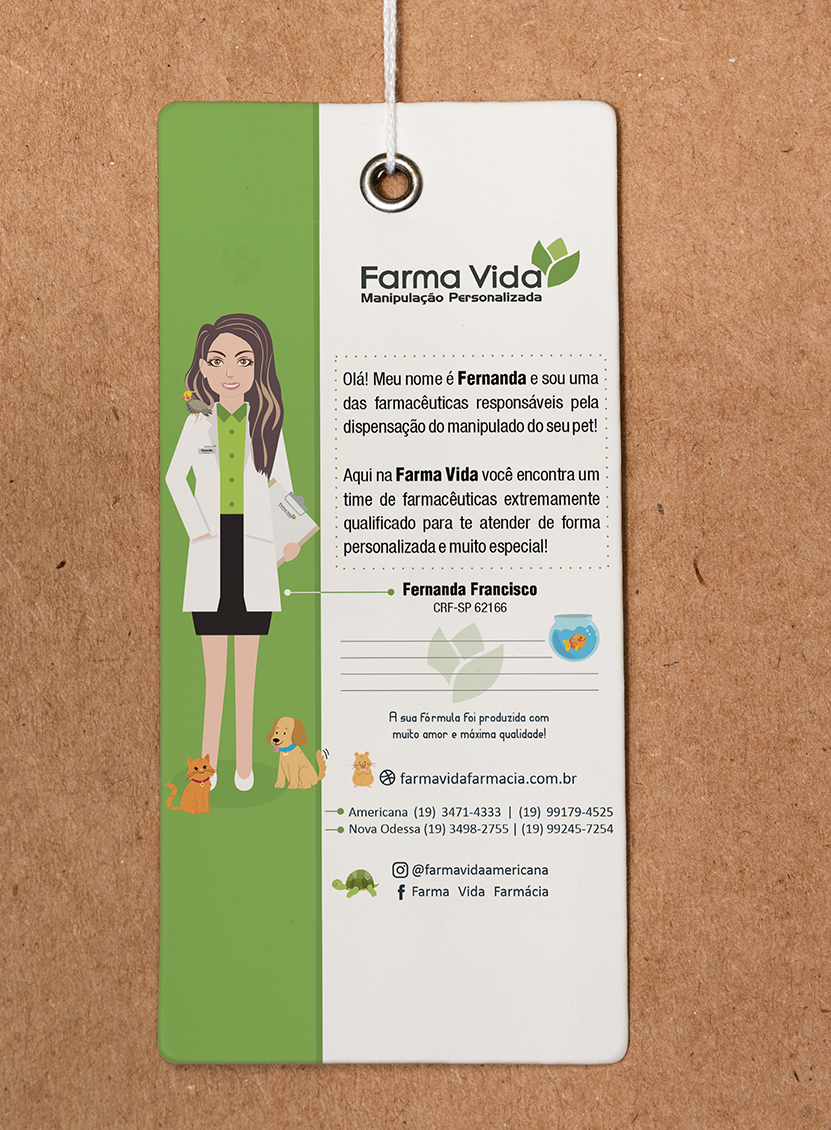 Farma Vida
Manipulação Personalizada
Olá! Meu nome é Fernanda e sou uma
das farmacêuticas responsáveis pela
dispensação do manipulado do seu pet!
Aqui na Farma Vida você encontra um
time de farmacêuticas extremamente
qualificado para te atender de forma
personalizada e muito especial!
Fernanda Francisco
CRF-SP 62166
A sua Fórmula Foi produzida com
muito amor e máxima qualidade!
farmavidafarmacia.com.br
Americana (19) 3471-4333 | (19) 99179-4525
Nova Odessa (19) 3498-2755 | (19) 99245-7254
@farmavidaamericana
Farma Vida Farmácia